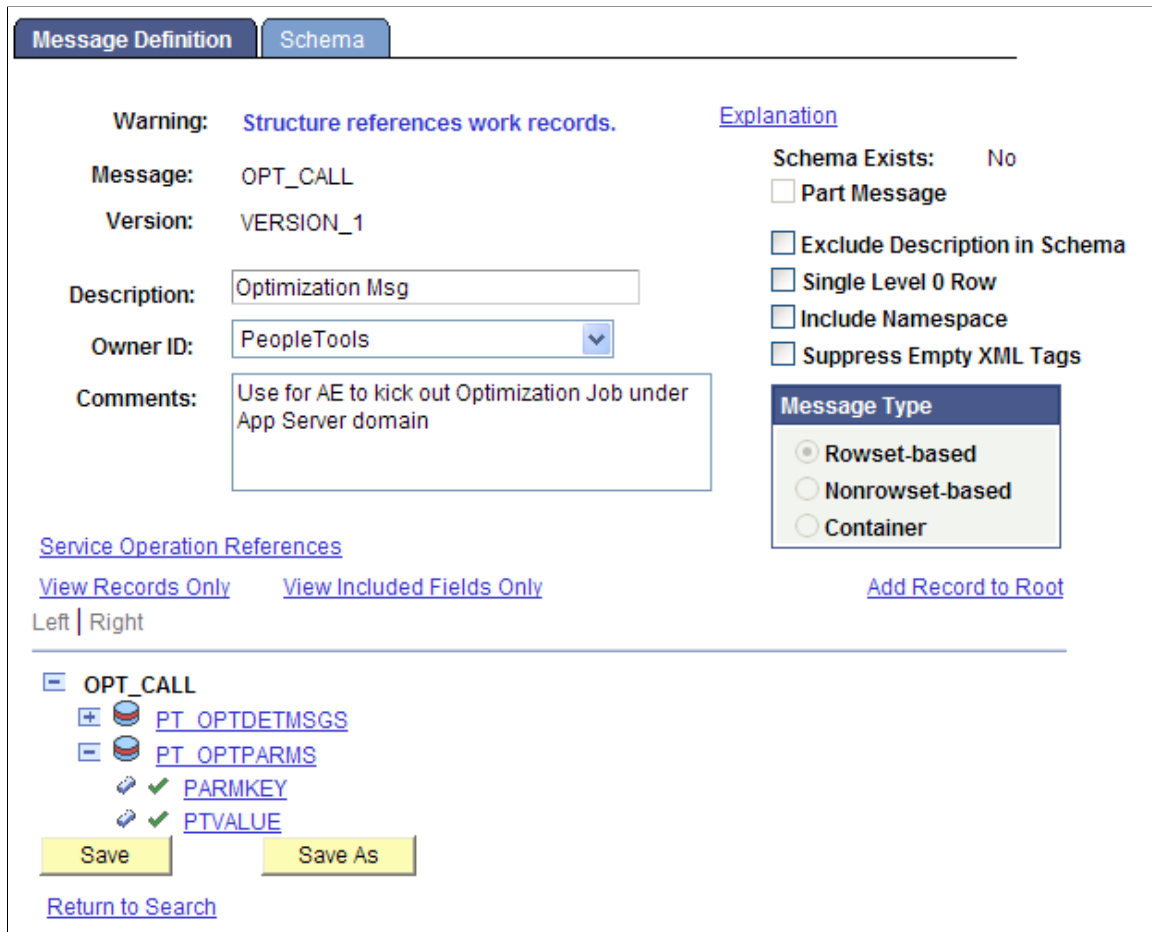 Message Definition Schema
Warning: Structure references work records. Explanation
Schema Exists: No
Message: OPT_CALL
Part Message
Version: VERSION_1
Exclude Description in Schema
Description: Optimization Msg
Single Level 0 Row
Include Namespace
Owner ID: PeopleTools
Suppress Empty XML Tags
Comments: Use for AE to kick out Optimization Job under
App Server domain
Message Type
Rowset-based
Nonrowset-based
Container
Service Operation References
View Records Only View Included Fields Only Add Record to Root
Left | Right
OPT_CALL
PT_OPTDETMSGS
PT_OPTPARMS
PARMKEY
PTVALUE
Save Save As
Return to Search